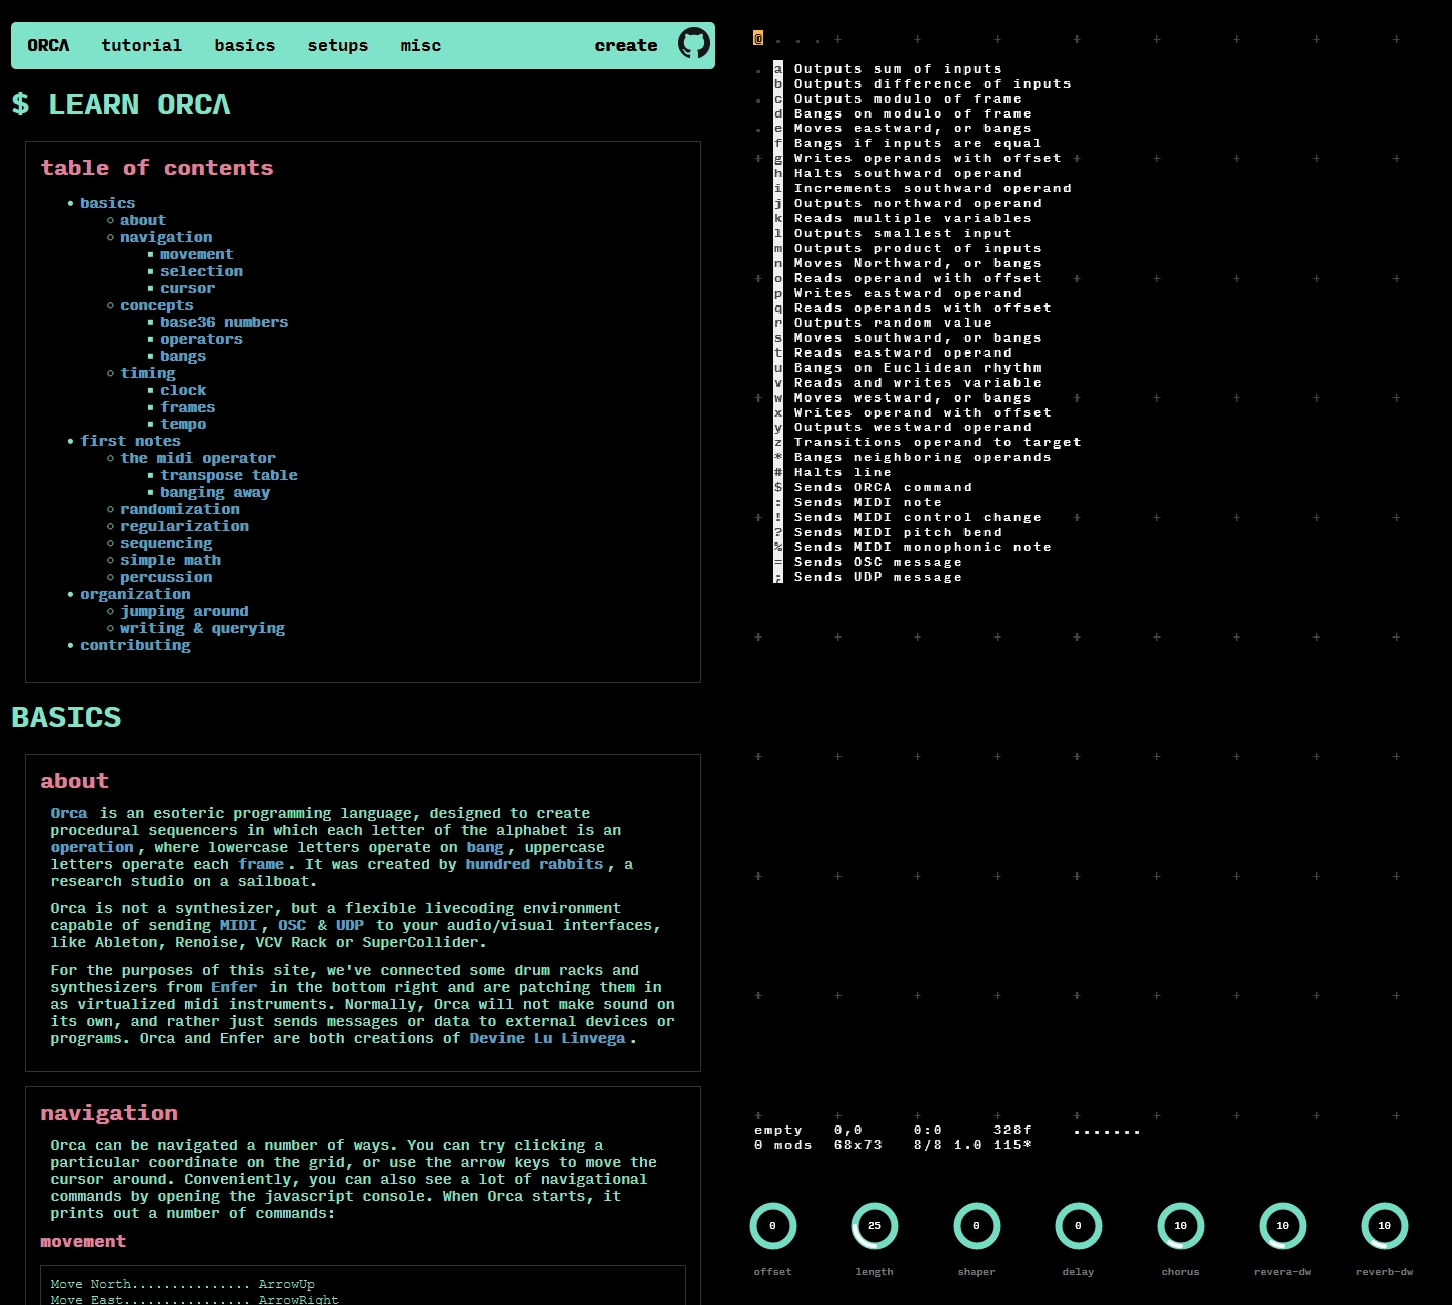 ORCΛ tutorial basics setups misc create
$ LEARN ORCΛ
table of contents
basics
about
navigation
movement
selection
cursor
concepts
base36 numbers
operators
bangs
timing
clock
frames
tempo
first notes
the midi operator
transpose table
banging away
randomization
regularization
sequencing
simple math
percussion
organization
jumping around
writing & querying
contributing
BASICS
about
Orca is an esoteric programming language, designed to create
procedural sequencers in which each letter of the alphabet is an
operation, where lowercase letters operate on bang, uppercase
letters operate each frame. It was created by hundred rabbits, a
research studio on a sailboat.
Orca is not a synthesizer, but a flexible livecoding environment
capable of sending MIDI, OSC & UDP to your audio/visual interfaces,
like Ableton, Renoise, VCV Rack or SuperCollider.
For the purposes of this site, we've connected some drum racks and
synthesizers from Enfer in the bottom right and are patching them in
as virtualized midi instruments. Normally, Orca will not make sound on
its own, and rather just sends messages or data to external devices or
programs. Orca and Enfer are both creations of Devine Lu Linvega.
navigation
Orca can be navigated a number of ways. You can try clicking a
particular coordinate on the grid, or use the arrow keys to move the
cursor around. Conveniently, you can also see a lot of navigational
commands by opening the javascript console. When Orca starts, it
prints out a number of commands:
movement
Move North............... ArrowUp
Move East................ ArrowRight
@
a Outputs sum of inputs
b Outputs difference of inputs
c Outputs modulo of frame
d Bangs on modulo of frame
e Moves eastward, or bangs
f Bangs if inputs are equal
g Writes operands with offset
h Halts southward operand
i Increments southward operand
j Outputs northward operand
k Reads multiple variables
l Outputs smallest input
m Outputs product of inputs
n Moves Northward, or bangs
o Reads operand with offset
p Writes eastward operand
q Reads operands with offset
r Outputs random value
s Moves southward, or bangs
t Reads eastward operand
u Bangs on Euclidean rhythm
v Reads and writes variable
w Moves westward, or bangs
x Writes operand with offset
y Outputs westward operand
z Transitions operand to target
* Bangs neighboring operands
# Halts line
$ Sends ORCA command
: Sends MIDI note
! Sends MIDI control change
? Sends MIDI pitch bend
% Sends MIDI monophonic note
= Sends OSC message
; Sends UDP message
empty 0,0 0:0 328f .......
0 mods 68x73 8/8 1.0 115*
0 25 0 0 10 10 10
offset length shaper delay chorus revera-dw reverb-dw